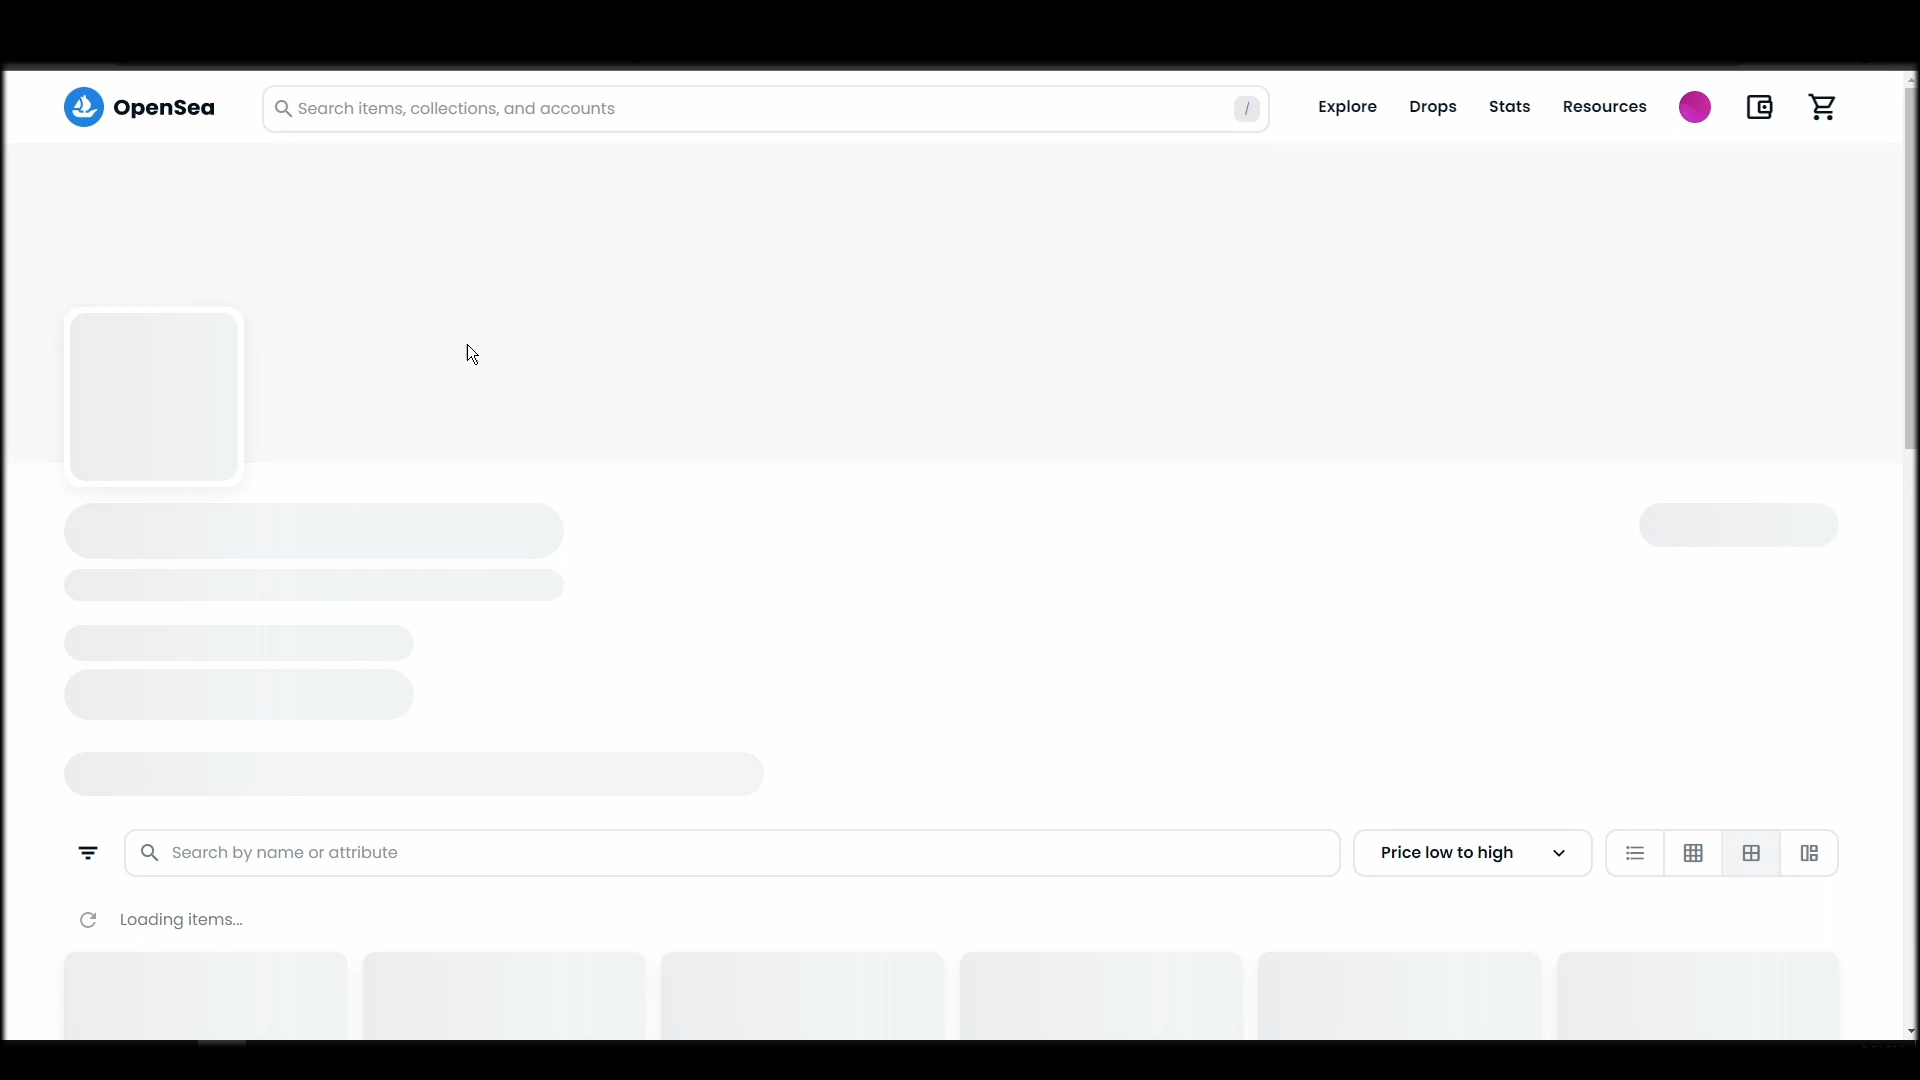 OpenSea
Search items, collections, and accounts
/
Explore
Drops
Stats
Resources
Search by name or attribute
Price low to high
Loading items...